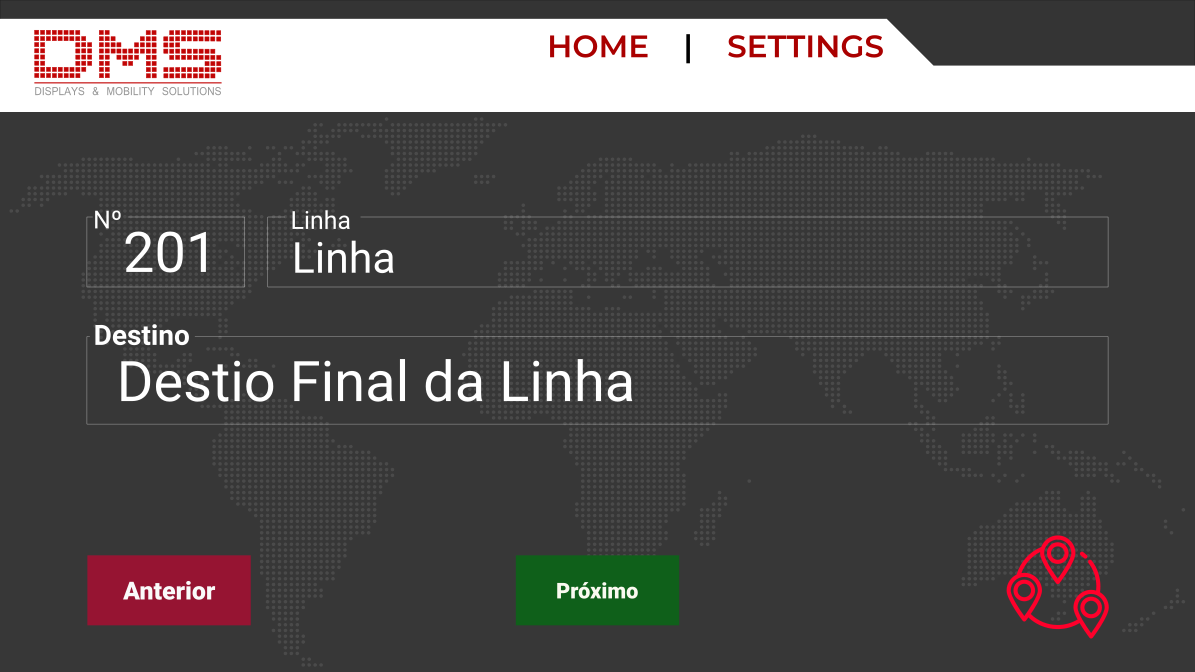 DMS
DISPLAYS & MOBILITY SOLUTIONS
HOME | SETTINGS
Nº
201
Linha
Linha
Destino
Destio Final da Linha
Anterior
Próximo